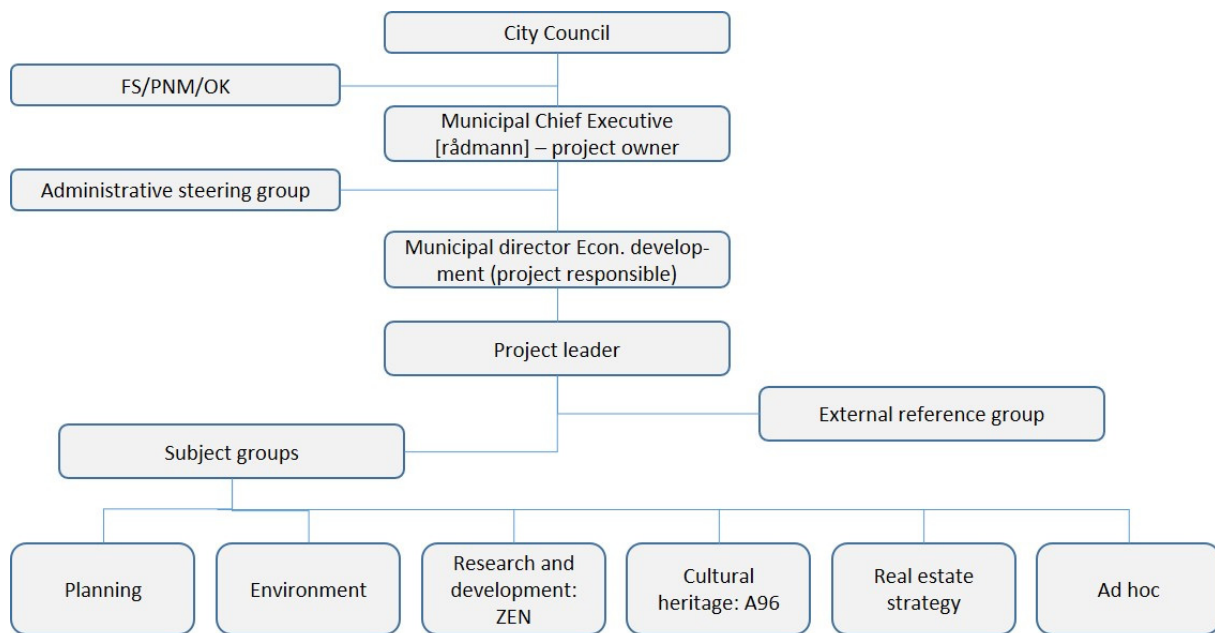 City Council
FS/PNM/OK
Municipal Chief Executive
[rådmann] – project owner
Administrative steering group
Municipal director Econ. develop-
ment (project responsible)
Project leader
External reference group
Subject groups
Planning
Environment
Research and
development:
ZEN
Cultural
heritage: A96
Real estate
strategy
Ad hoc